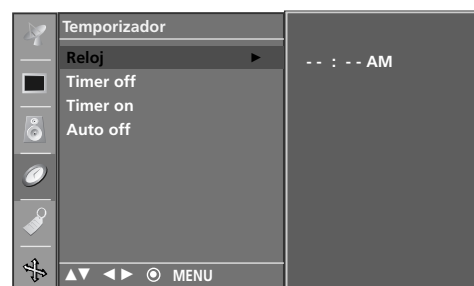 Temporizador
Reloj ►
- - : - - AM
Timer off
Timer on
Auto off
▲▼ ◄► ⦿ MENU